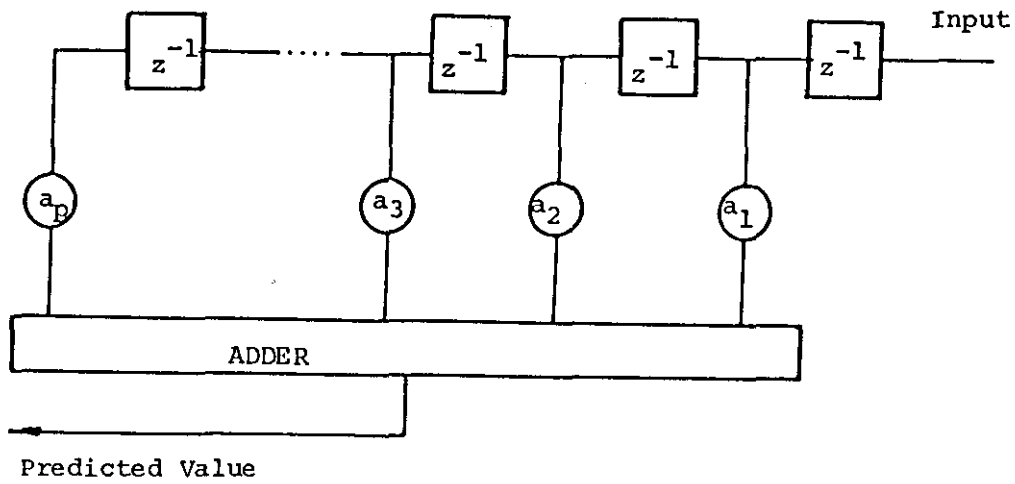 Input
z⁻¹ ..... z⁻¹ z⁻¹ z⁻¹
a_p a_3 a_2 a_1
ADDER
Predicted Value